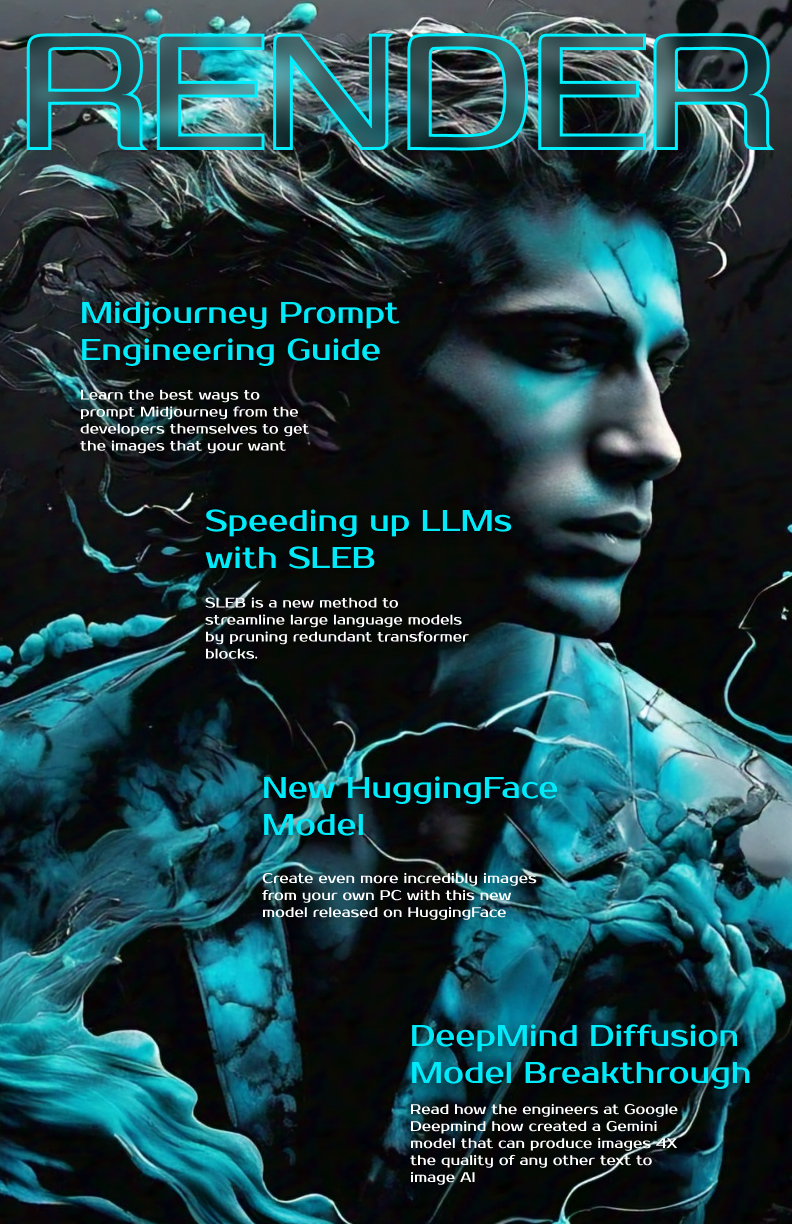 RENDER
Midjourney Prompt
Engineering Guide
Learn the best ways to
prompt Midjourney from the
developers themselves to get
the images that your want
Speeding up LLMs
with SLEB
SLEB is a new method to
streamline large language models
by pruning redundant transformer
blocks.
New HuggingFace
Model
Create even more incredibly images
from your own PC with this new
model released on HuggingFace
DeepMind Diffusion
Model Breakthrough
Read how the engineers at Google
Deepmind how created a Gemini
model that can produce images 4X
the quality of any other text to
image AI